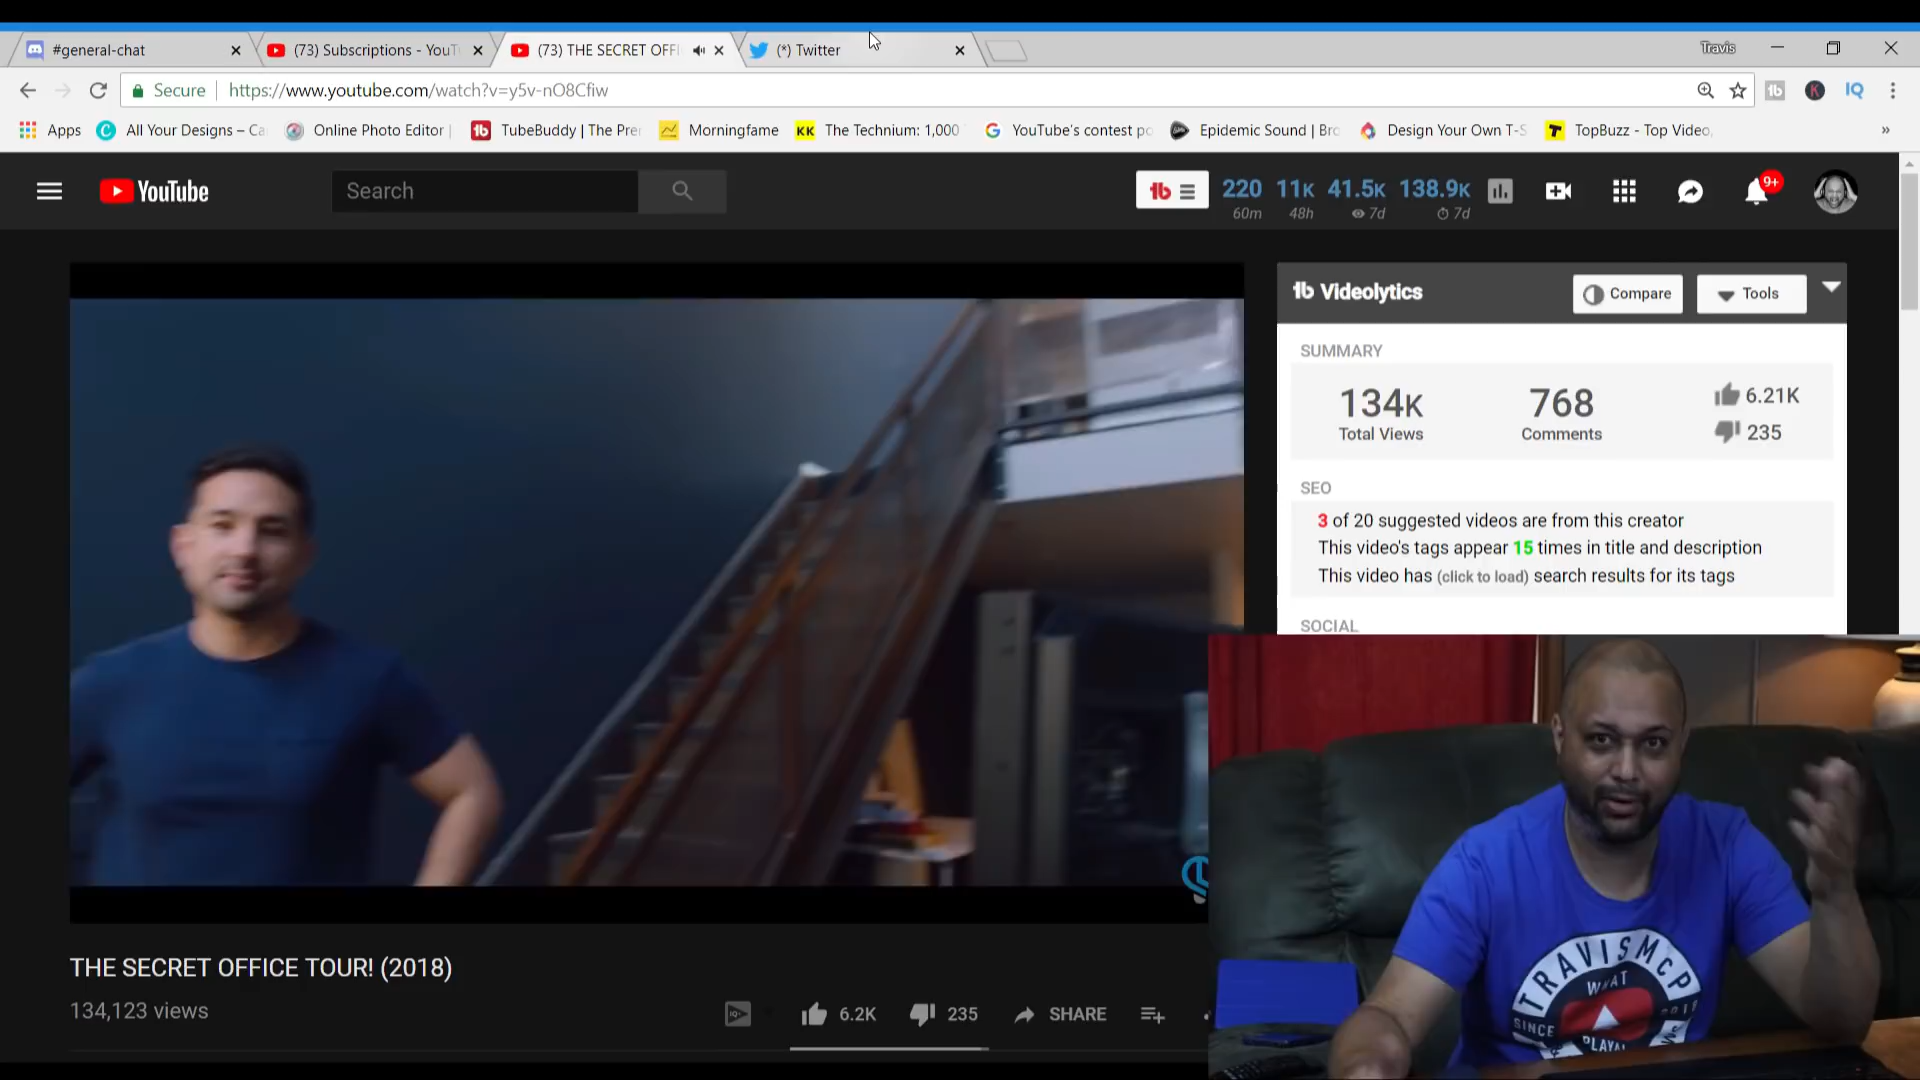 #general-chat
(73) Subscriptions - YouT
(73) THE SECRET OFFI
(*) Twitter
Travis
Secure
https://www.youtube.com/watch?v=y5v-nO8Cfiw
Apps
All Your Designs – Ca
Online Photo Editor |
TubeBuddy | The Pre
Morningfame
KK
The Technium: 1,000
YouTube's contest po
Epidemic Sound | Bro
Design Your Own T-S
TopBuzz - Top Video,
YouTube
Search
220 11K 41.5K 138.9K
60m 48h 7d 7d
9+
Videolytics
Compare
Tools
SUMMARY
134K
Total Views
768
Comments
6.21K
235
SEO
3 of 20 suggested videos are from this creator
This video's tags appear 15 times in title and description
This video has (click to load) search results for its tags
SOCIAL
THE SECRET OFFICE TOUR! (2018)
134,123 views
6.2K
235
SHARE
TRAVISMCP
WHAT
SINCE
PLAYA!